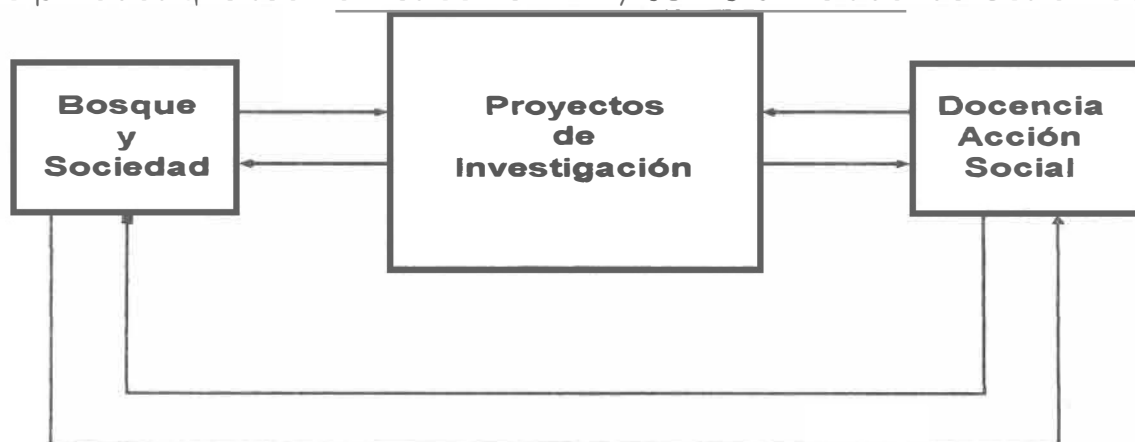 Bosque
y
Sociedad
Proyectos
de
Investigación
Docencia
Acción
Social